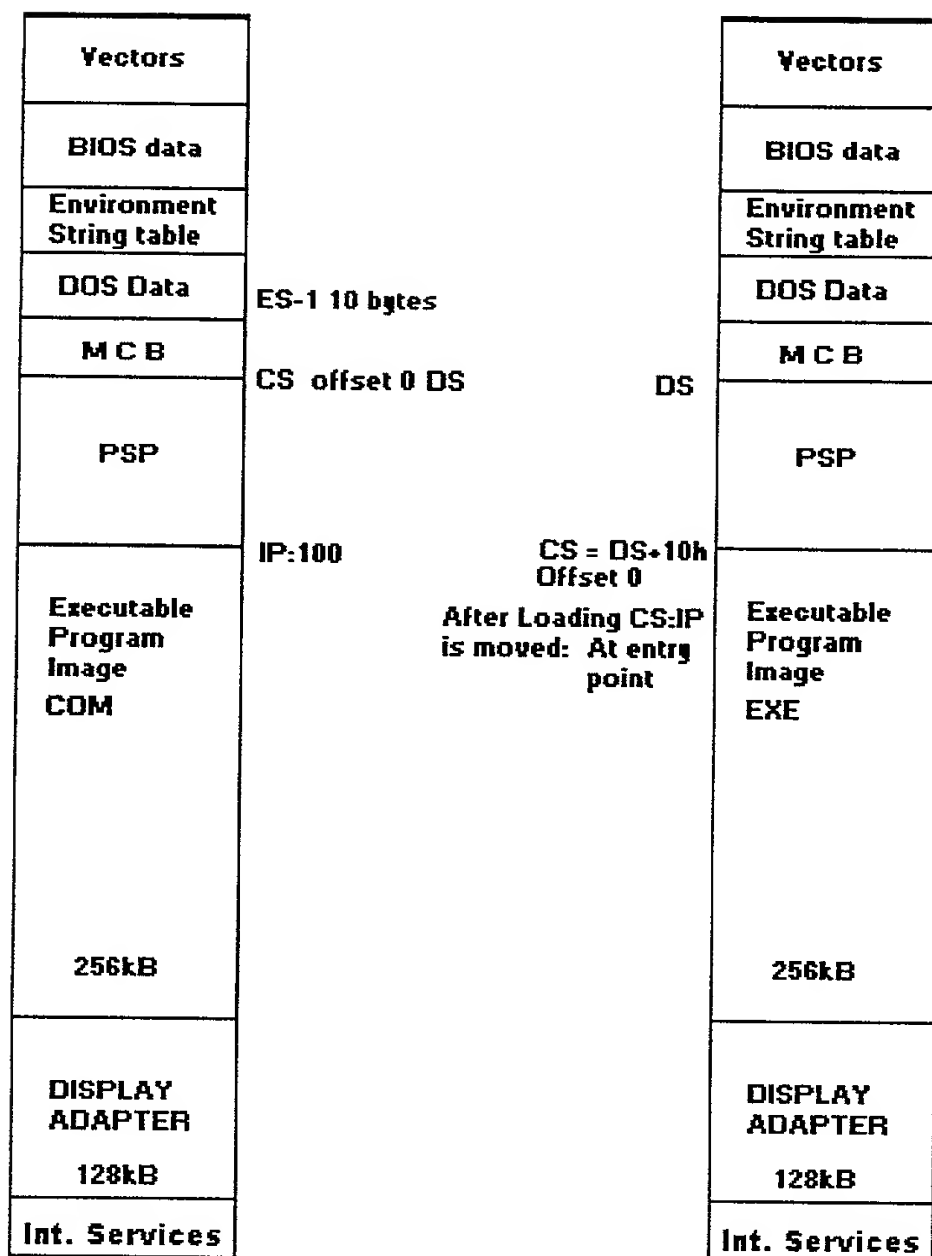 Vectors
BIOS data
Environment
String table
DOS Data
M C B
PSP
Executable
Program
Image
COM
256kB
DISPLAY
ADAPTER
128kB
Int. Services
ES-1 10 bytes
CS offset 0 DS
IP:100
DS
CS = DS+10h
Offset 0
After Loading CS:IP
is moved: At entry
point
Vectors
BIOS data
Environment
String table
DOS Data
M C B
PSP
Executable
Program
Image
EXE
256kB
DISPLAY
ADAPTER
128kB
Int. Services